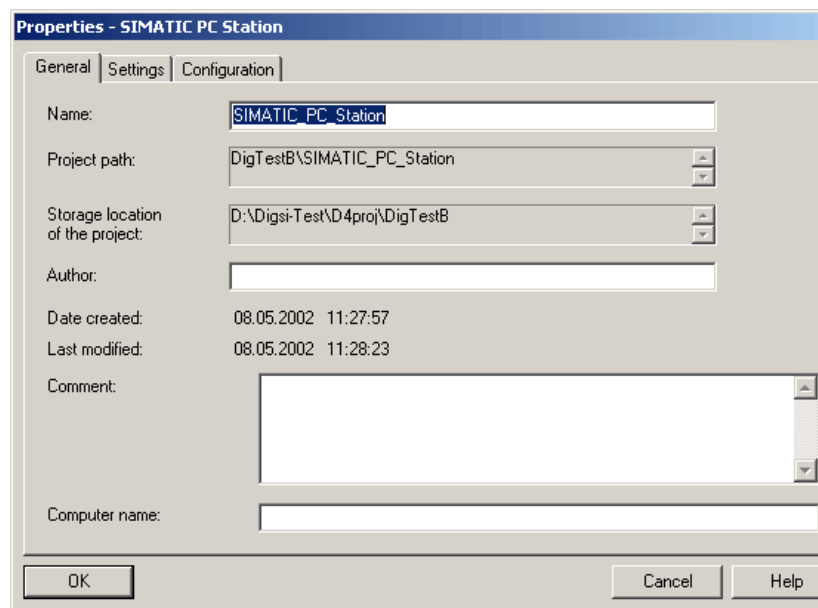 Properties - SIMATIC PC Station
General Settings Configuration
Name: SIMATIC_PC_Station
Project path: DigTestB\SIMATIC_PC_Station
Storage location D:\Digsi-Test\D4proj\DigTestB
of the project:
Author:
Date created: 08.05.2002 11:27:57
Last modified: 08.05.2002 11:28:23
Comment:
Computer name:
OK Cancel Help